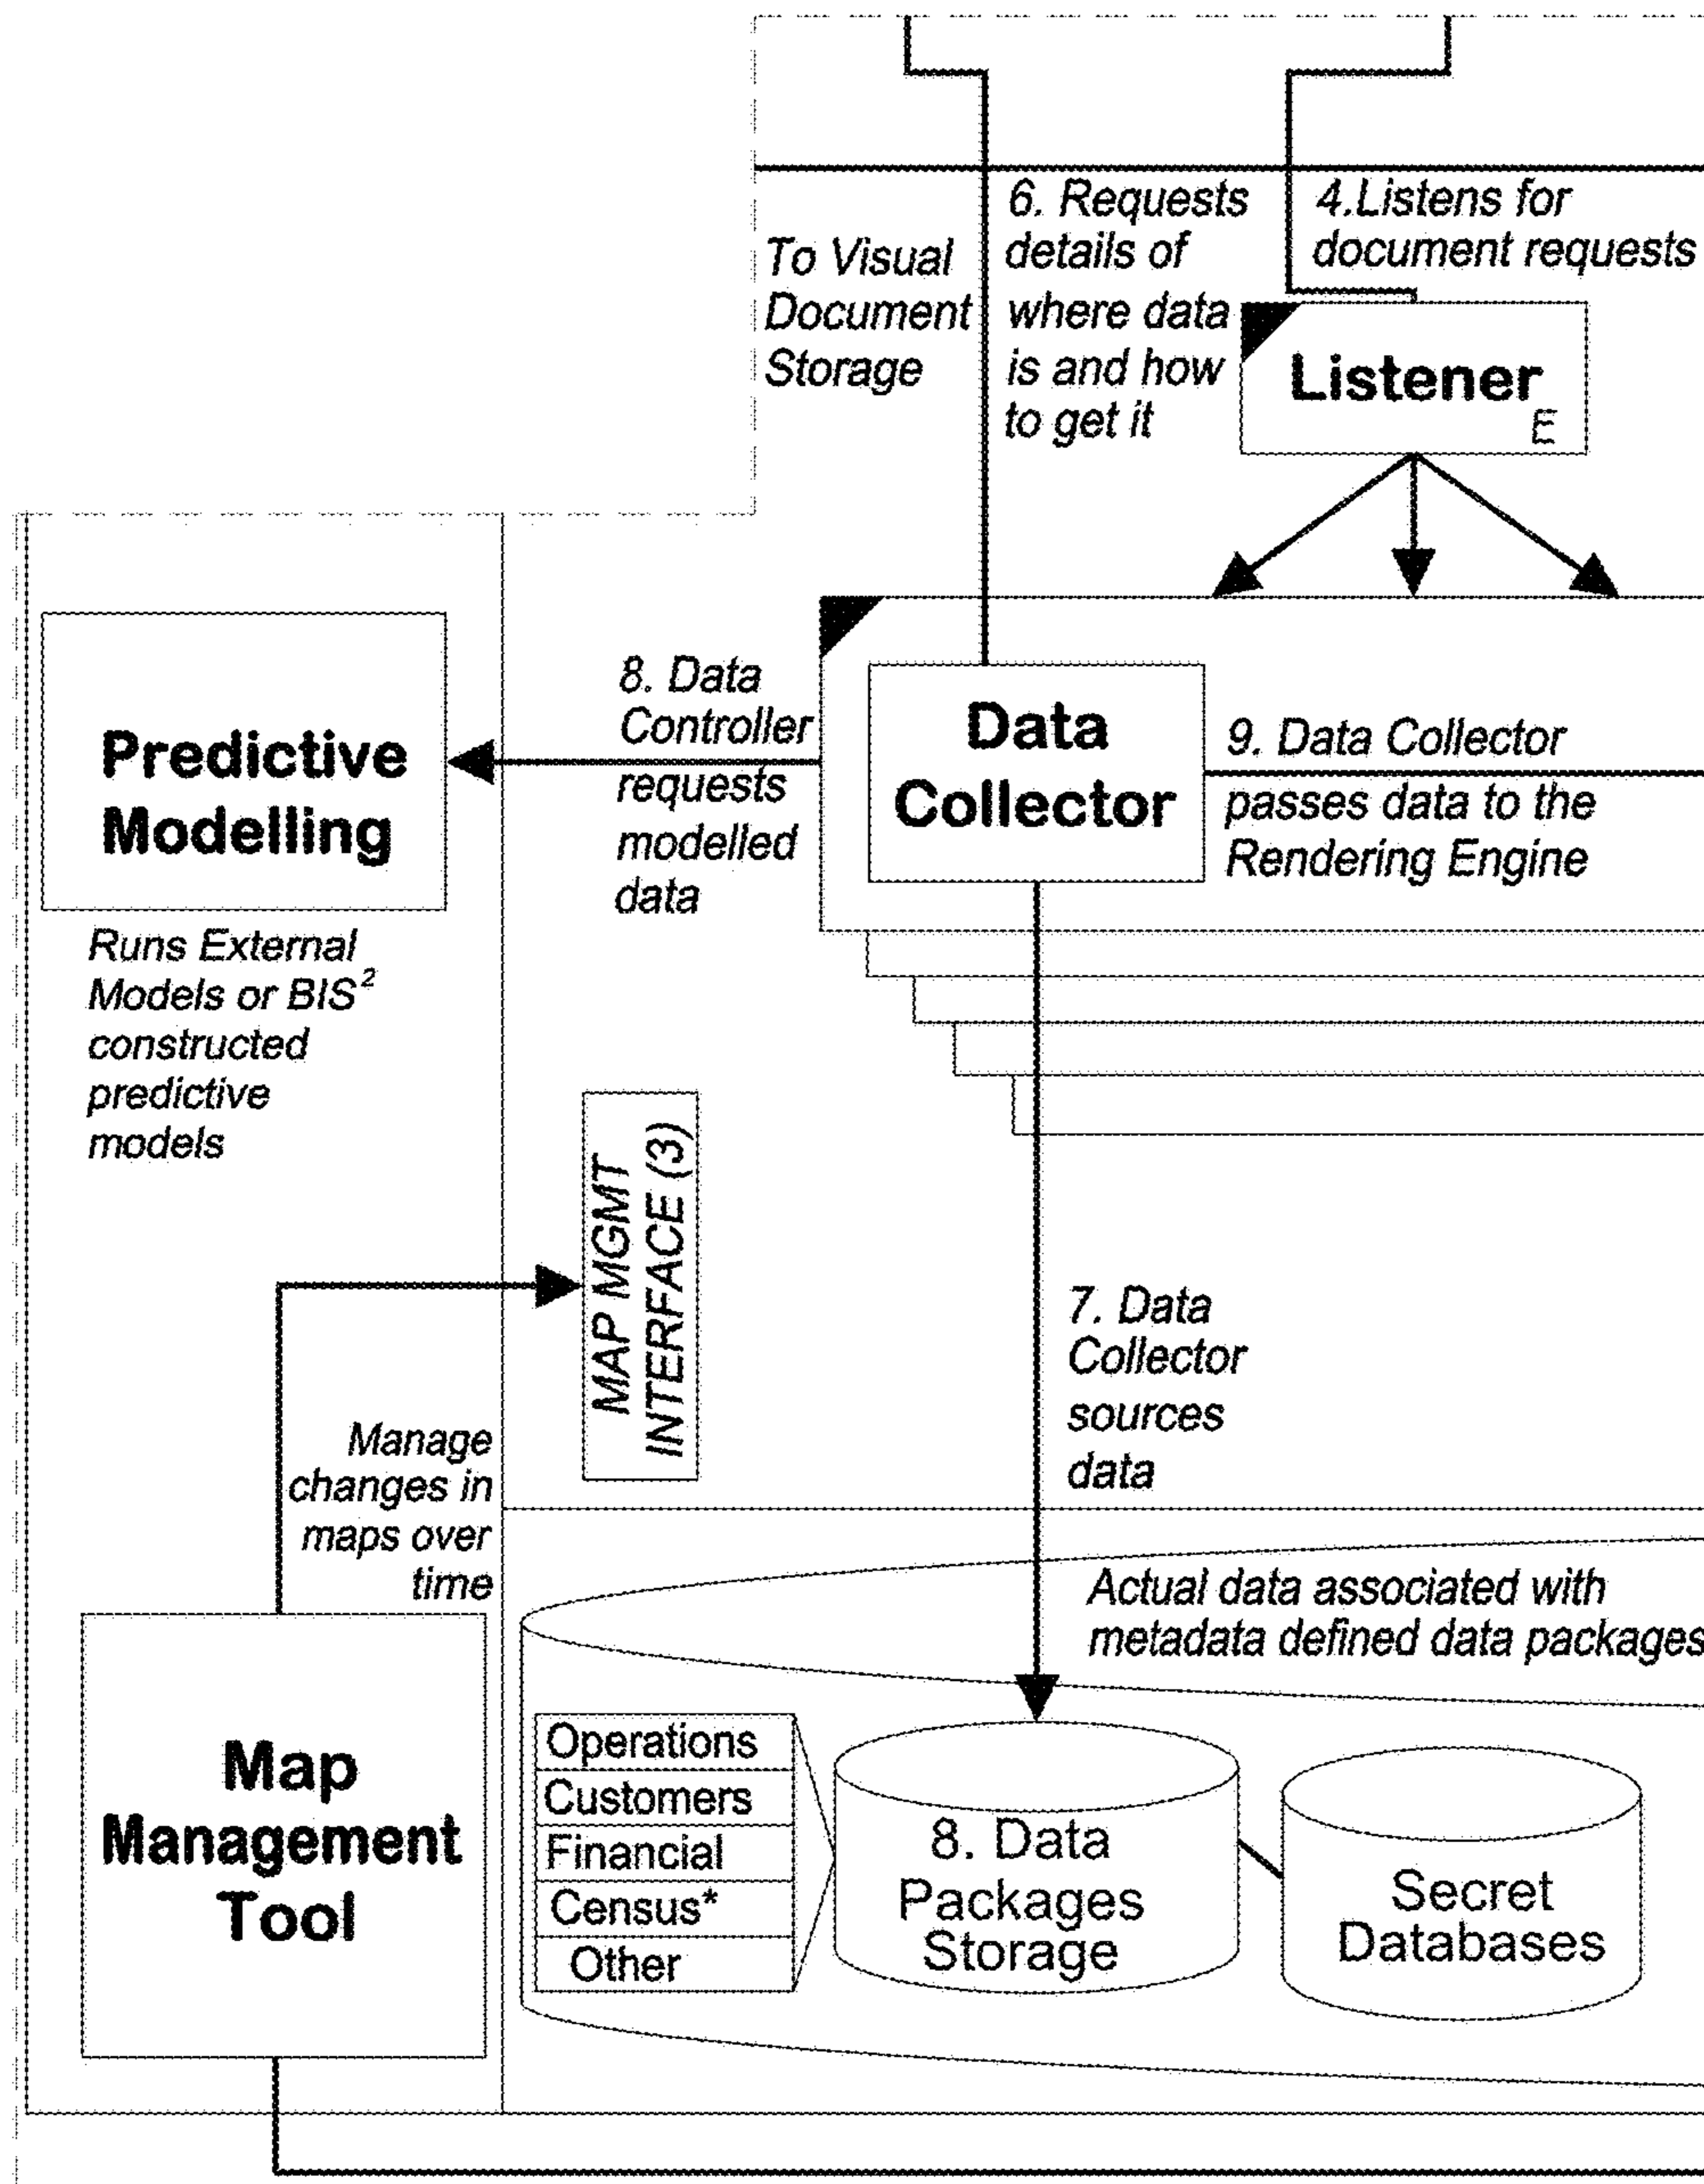 To Visual
Document
Storage
6. Requests
details of
where data
is and how
to get it
4.Listens for
document requests
Listener
E
Predictive
Modelling
Runs External
Models or BIS²
constructed
predictive
models
8. Data
Controller
requests
modelled
data
Data
Collector
9. Data Collector
passes data to the
Rendering Engine
MAP MGMT
INTERFACE (3)
7. Data
Collector
sources
data
Manage
changes in
maps over
time
Map
Management
Tool
Actual data associated with
metadata defined data packages
Operations
Customers
Financial
Census*
Other
8. Data
Packages
Storage
Secret
Databases